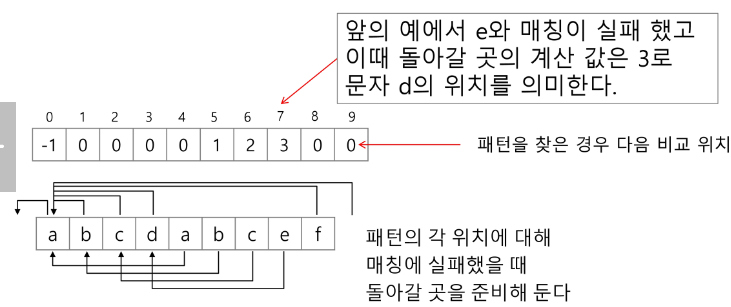 앞의 예에서 e와 매칭이 실패 했고
이때 돌아갈 곳의 계산 값은 3로
문자 d의 위치를 의미한다.
0 1 2 3 4 5 6 7 8 9
-1 0 0 0 0 1 2 3 0 0
패턴을 찾은 경우 다음 비교 위치
a b c d a b c e f
패턴의 각 위치에 대해
매칭에 실패했을 때
돌아갈 곳을 준비해 둔다